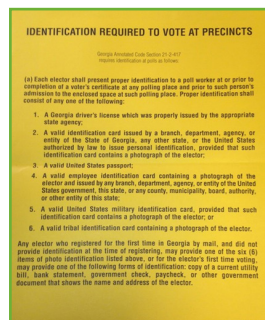 IDENTIFICATION REQUIRED TO VOTE AT PRECINCTS
Georgia Annotated Code Section 21-2-417
requires identification at polls as follows:
(a) Each elector shall present proper identification to a poll worker at or prior to
completion of a voter's certificate at any polling place and prior to such person's
admission to the enclosed space at such polling place. Proper identification shall
consist of any one of the following:
1. A Georgia driver's license which was properly issued by the appropriate
state agency;
2. A valid identification card issued by a branch, department, agency, or
entity of the State of Georgia, any other state, or the United States
authorized by law to issue personal identification, provided that such
identification card contains a photograph of the elector;
3. A valid United States passport;
4. A valid employee identification card containing a photograph of the
elector and issued by any branch, department, agency, or entity of the United
States government, this state, or any county, municipality, board, authority,
or other entity of this state;
5. A valid United States military identification card, provided that such
identification card contains a photograph of the elector; or
6. A valid tribal identification card containing a photograph of the elector.
Any elector who registered for the first time in Georgia by mail, and did not
provide identification at the time of registering, may provide one of the six (6)
items of photo identification listed above, or for the elector's first time voting,
may provide one of the following forms of identification: copy of a current utility
bill, bank statement, government check, paycheck, or other government
document that shows the name and address of the elector.